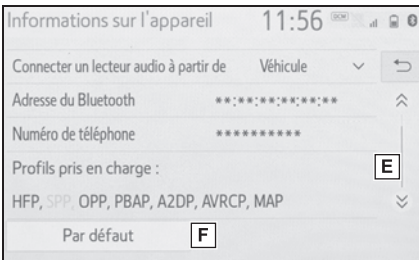 Informations sur l'appareil 11:56 DCM
Connecter un lecteur audio à partir de Véhicule
Adresse du Bluetooth **:**:**:**:**:**
Numéro de téléphone **********
Profils pris en charge :
E
HFP, SPP, OPP, PBAP, A2DP, AVRCP, MAP
Par défaut F